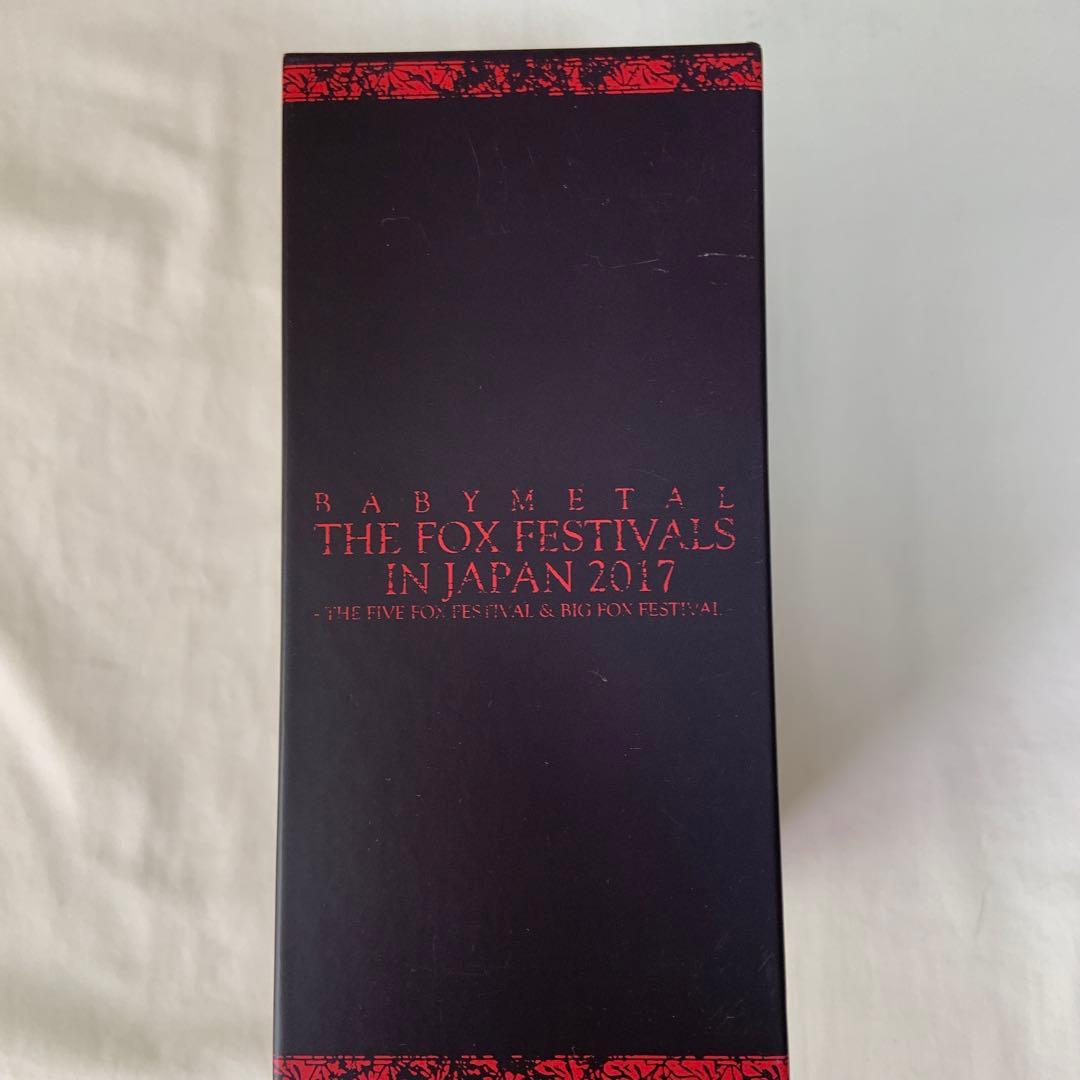 BABYMETAL
THE FOX FESTIVALS
IN JAPAN 2017
- THE FIVE FOX FESTIVAL & BIG FOX FESTIVAL -